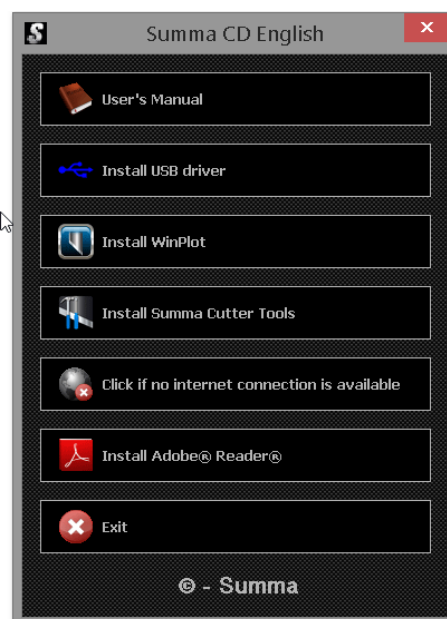 Summa CD English
User's Manual
Install USB driver
Install WinPlot
Install Summa Cutter Tools
Click if no internet connection is available
Install Adobe® Reader®
Exit
© - Summa